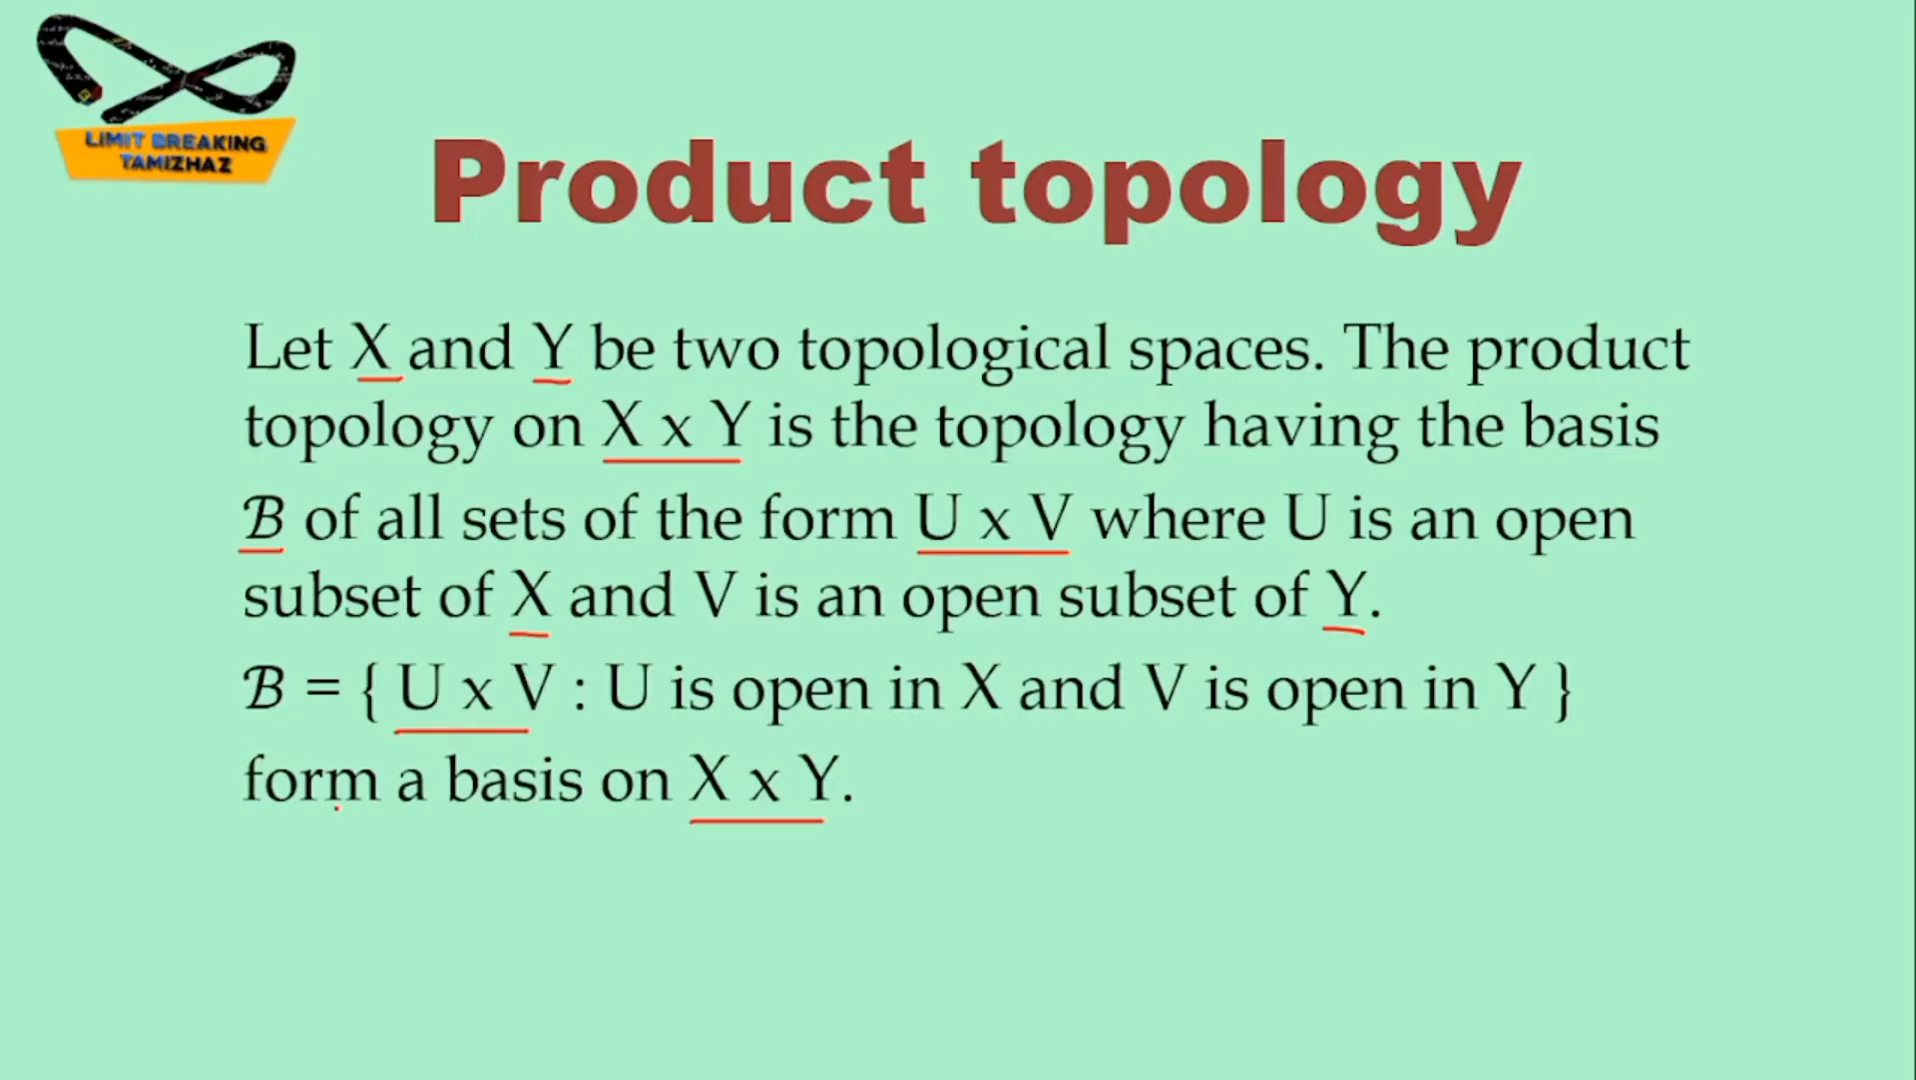 LIMIT BREAKING
TAMIZHAZ
Product topology
Let X and Y be two topological spaces. The product
topology on X x Y is the topology having the basis
ℬ of all sets of the form U x V where U is an open
subset of X and V is an open subset of Y.
ℬ = { U x V : U is open in X and V is open in Y }
form a basis on X x Y.